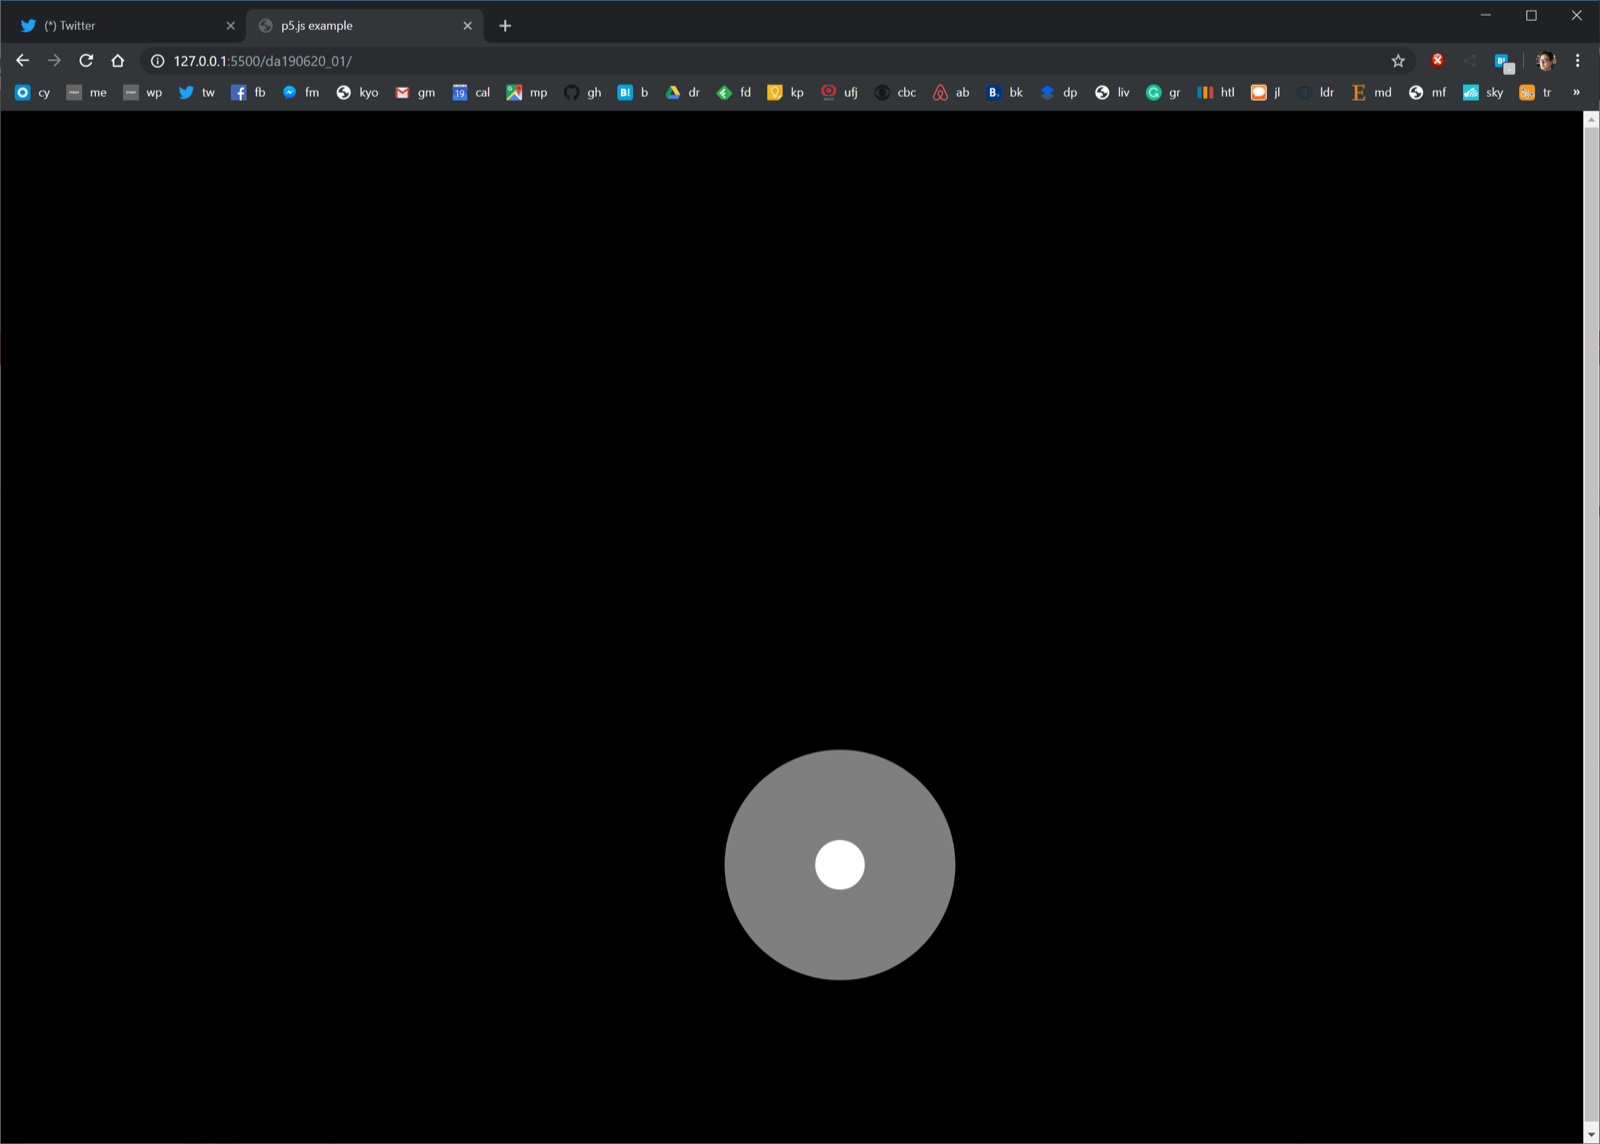 (*) Twitter
p5.js example
127.0.0.1:5500/da190620_01/
cy me wp tw fb fm kyo gm 19 cal mp gh B! b dr fd kp ufj cbc ab B. bk dp liv gr htl jl ldr E md mf sky tr »